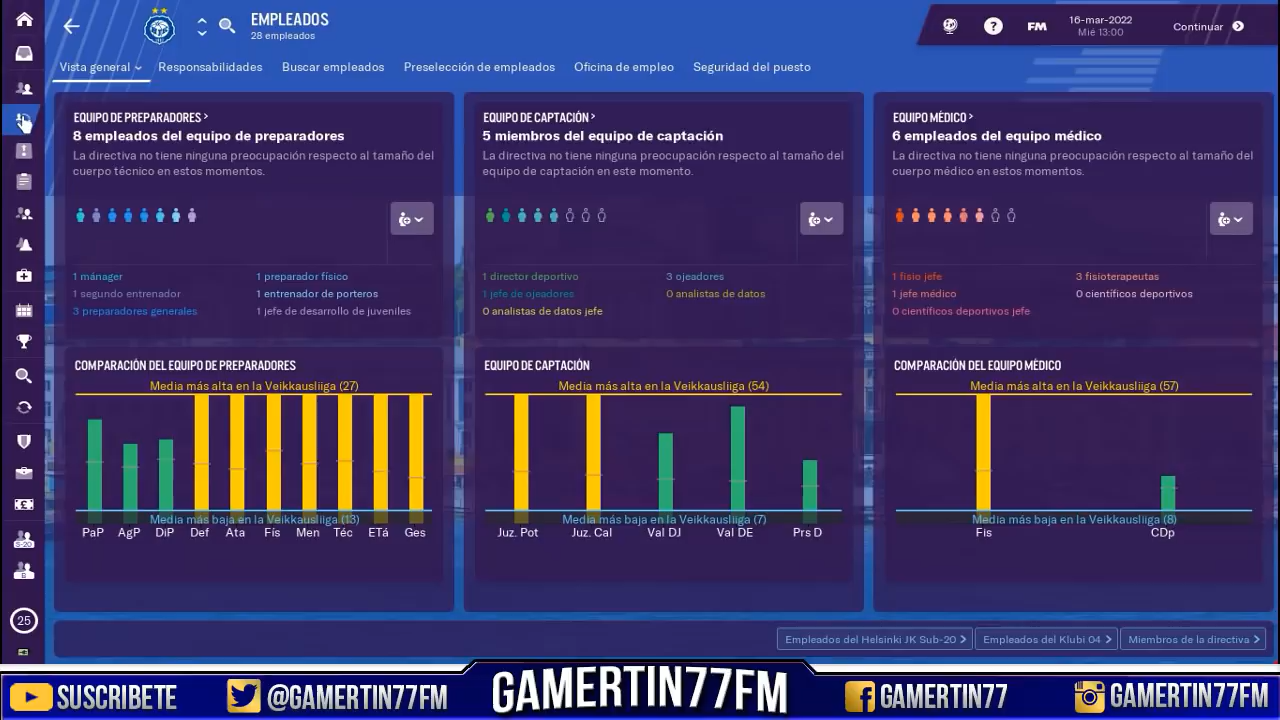 EMPLEADOS
28 empleados
FM
16-mar-2022
Mié 13:00
Continuar
Vista general
Responsabilidades
Buscar empleados
Preselección de empleados
Oficina de empleo
Seguridad del puesto
EQUIPO DE PREPARADORES >
8 empleados del equipo de preparadores
La directiva no tiene ninguna preocupación respecto al tamaño del
cuerpo técnico en estos momentos.
1 mánager
1 preparador físico
1 segundo entrenador
1 entrenador de porteros
3 preparadores generales
1 jefe de desarrollo de juveniles
EQUIPO DE CAPTACIÓN >
5 miembros del equipo de captación
La directiva no tiene ninguna preocupación respecto al tamaño del
equipo de captación en este momento.
1 director deportivo
3 ojeadores
1 jefe de ojeadores
0 analistas de datos
0 analistas de datos jefe
EQUIPO MÉDICO >
6 empleados del equipo médico
La directiva no tiene ninguna preocupación respecto al tamaño del
cuerpo médico en estos momentos.
1 fisio jefe
3 fisioterapeutas
1 jefe médico
0 científicos deportivos
0 científicos deportivos jefe
COMPARACIÓN DEL EQUIPO DE PREPARADORES
Media más alta en la Veikkausliiga (27)
Media más baja en la Veikkausliiga (13)
PaP AgP DiP Def Ata Fís Men Téc ETá Ges
EQUIPO DE CAPTACIÓN
Media más alta en la Veikkausliiga (54)
Media más baja en la Veikkausliiga (7)
Juz. Pot Juz. Cal Val DJ Val DE Prs D
COMPARACIÓN DEL EQUIPO MÉDICO
Media más alta en la Veikkausliiga (57)
Media más baja en la Veikkausliiga (8)
Fis CDp
S-20
B
25
Empleados del Helsinki JK Sub-20 >
Empleados del Klubi 04 >
Miembros de la directiva >
SUSCRIBETE
@GAMERTIN77FM
GAMERTIN77FM
GAMERTIN77
GAMERTIN77FM